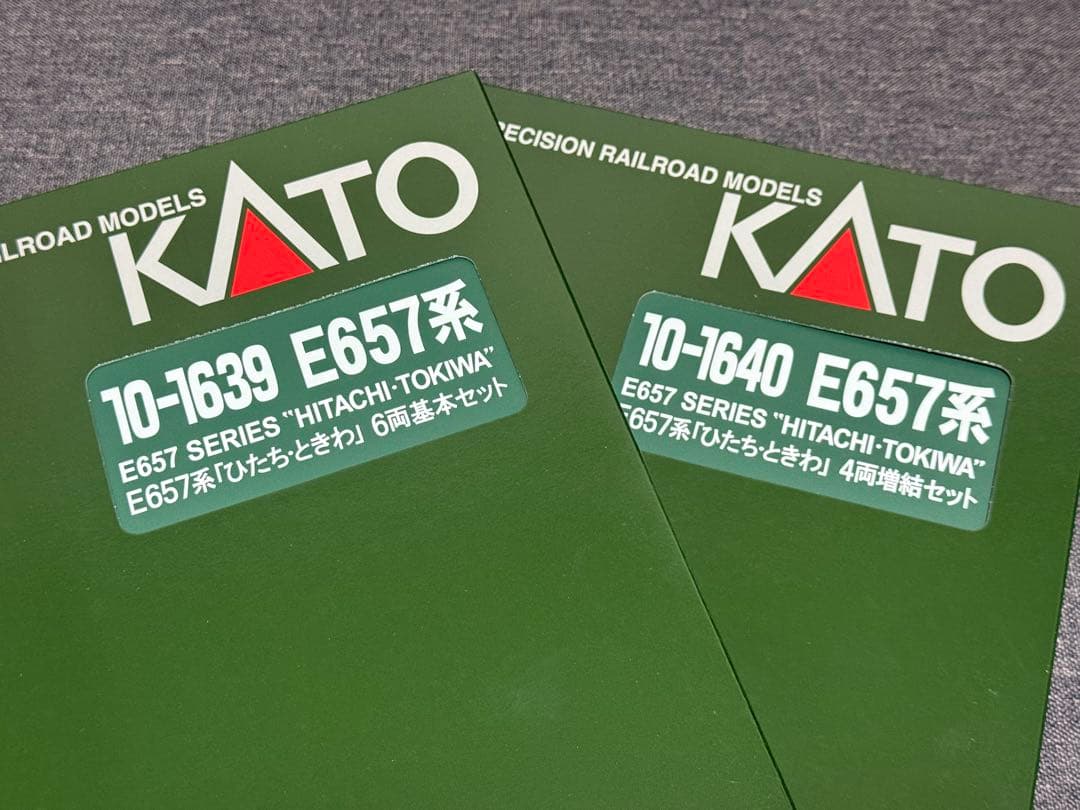 ILROAD MODELS
KATO
10-1639 E657系
E657 SERIES "HITACHI·TOKIWA"
E657系「ひたち·ときわ」 6両基本セット
RECISION RAILROAD MODELS
KATO
10-1640 E657系
E657 SERIES "HITACHI·TOKIWA"
E657系「ひたち·ときわ」 4両増結セット